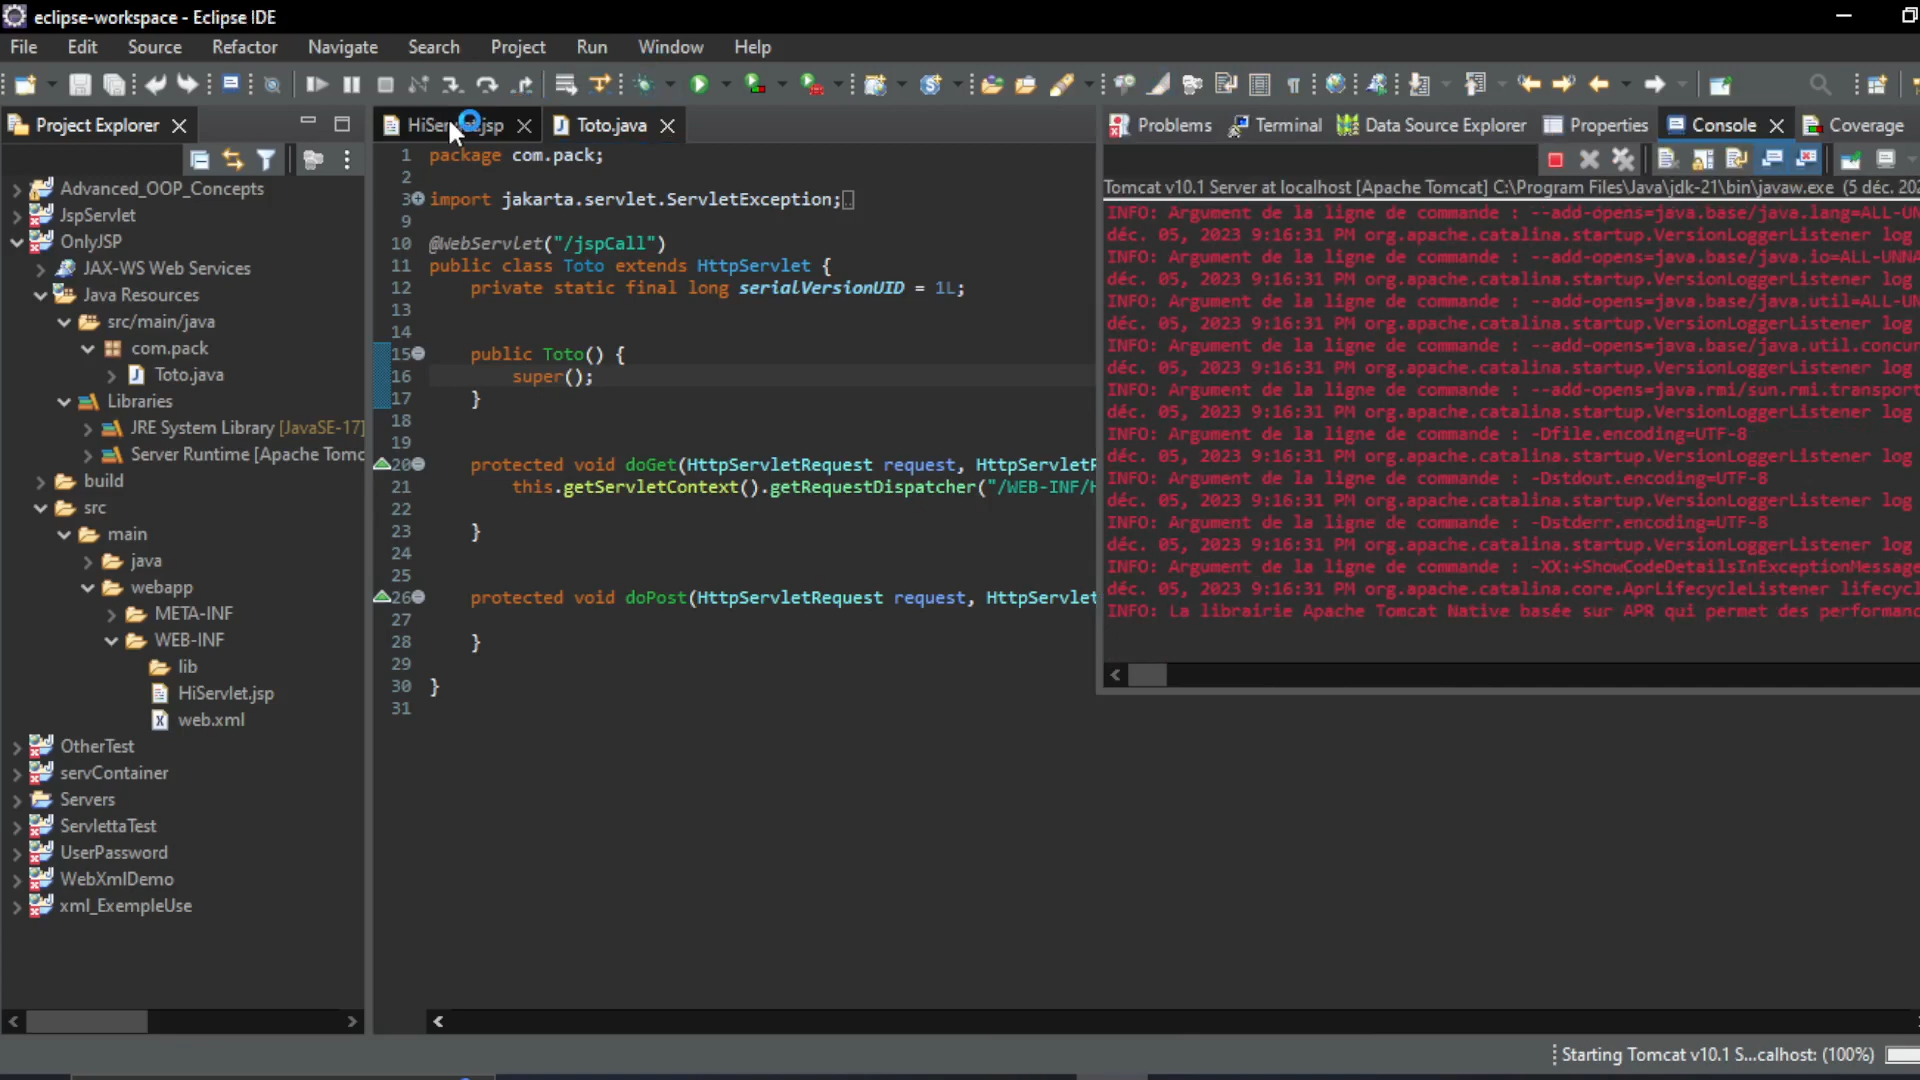 eclipse-workspace - Eclipse IDE
File Edit Source Refactor Navigate Search Project Run Window Help
Project Explorer
Advanced_OOP_Concepts
JspServlet
OnlyJSP
JAX-WS Web Services
Java Resources
src/main/java
com.pack
Toto.java
Libraries
JRE System Library [JavaSE-17]
Server Runtime [Apache Tomc
build
src
main
java
webapp
META-INF
WEB-INF
lib
HiServlet.jsp
web.xml
OtherTest
servContainer
Servers
ServlettaTest
UserPassword
WebXmlDemo
xml_ExempleUse
Toto.java
1 package com.pack;
2
3 import jakarta.servlet.ServletException;
9
10 @WebServlet("/jspCall")
11 public class Toto extends HttpServlet {
12 private static final long serialVersionUID = 1L;
13
14
15 public Toto() {
16 super();
17 }
18
19
20 protected void doGet(HttpServletRequest request, HttpServletR
21 this.getServletContext().getRequestDispatcher("/WEB-INF/H
22
23 }
24
25
26 protected void doPost(HttpServletRequest request, HttpServlet
27
28 }
29
30 }
31
Problems Terminal Data Source Explorer Properties Console Coverage
Tomcat v10.1 Server at localhost [Apache Tomcat] C:\Program Files\Java\jdk-21\bin\javaw.exe (5 déc. 202
INFO: Argument de la ligne de commande : --add-opens=java.base/java.lang=ALL-UN
déc. 05, 2023 9:16:31 PM org.apache.catalina.startup.VersionLoggerListener log
INFO: Argument de la ligne de commande : --add-opens=java.base/java.io=ALL-UNNA
déc. 05, 2023 9:16:31 PM org.apache.catalina.startup.VersionLoggerListener log
INFO: Argument de la ligne de commande : --add-opens=java.base/java.util=ALL-UN
déc. 05, 2023 9:16:31 PM org.apache.catalina.startup.VersionLoggerListener log
INFO: Argument de la ligne de commande : --add-opens=java.base/java.util.concur
déc. 05, 2023 9:16:31 PM org.apache.catalina.startup.VersionLoggerListener log
INFO: Argument de la ligne de commande : --add-opens=java.rmi/sun.rmi.transport
déc. 05, 2023 9:16:31 PM org.apache.catalina.startup.VersionLoggerListener log
INFO: Argument de la ligne de commande : -Dfile.encoding=UTF-8
déc. 05, 2023 9:16:31 PM org.apache.catalina.startup.VersionLoggerListener log
INFO: Argument de la ligne de commande : -Dstdout.encoding=UTF-8
déc. 05, 2023 9:16:31 PM org.apache.catalina.startup.VersionLoggerListener log
INFO: Argument de la ligne de commande : -Dstderr.encoding=UTF-8
déc. 05, 2023 9:16:31 PM org.apache.catalina.startup.VersionLoggerListener log
INFO: Argument de la ligne de commande : -XX:+ShowCodeDetailsInExceptionMessage
déc. 05, 2023 9:16:31 PM org.apache.catalina.core.AprLifecycleListener lifecycl
INFO: La librairie Apache Tomcat Native basée sur APR qui permet des performanc
Starting Tomcat v10.1 S...calhost: (100%)